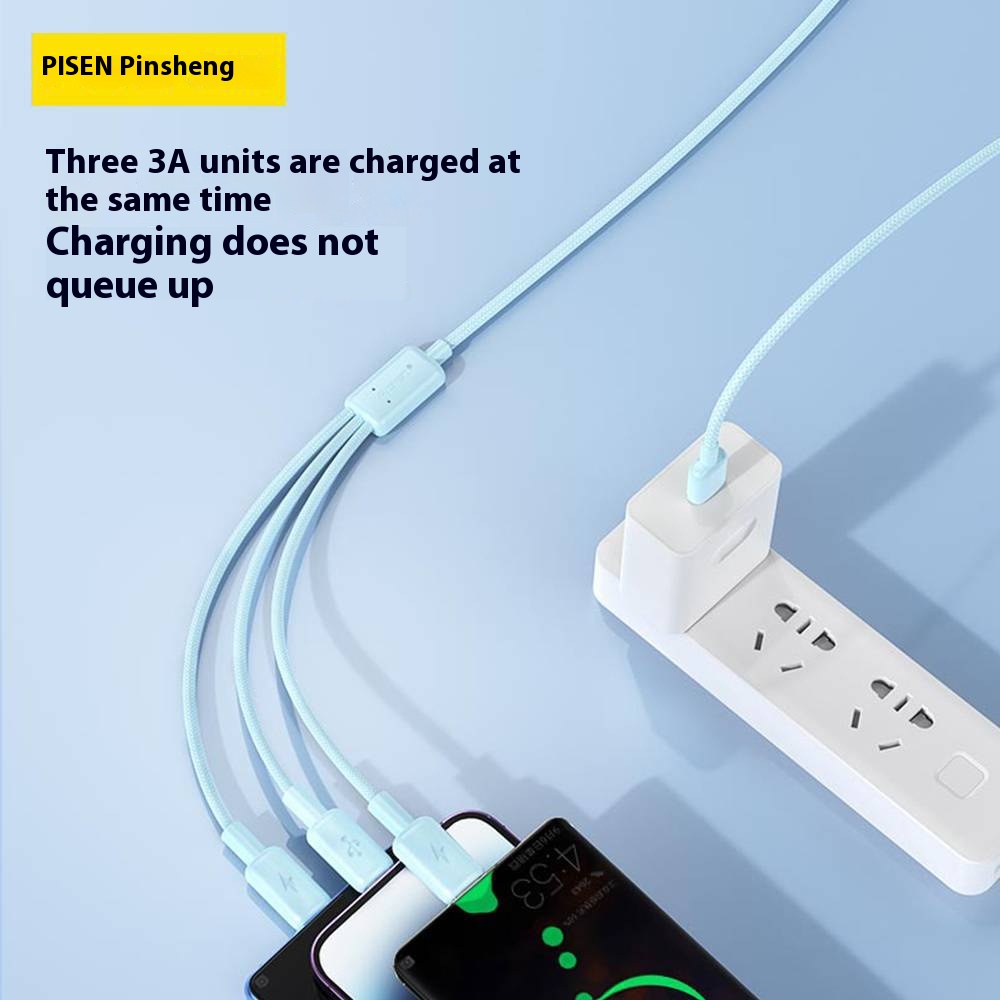 PISEN Pinsheng
Three 3A units are charged at
the same time
Charging does not
queue up
4:53